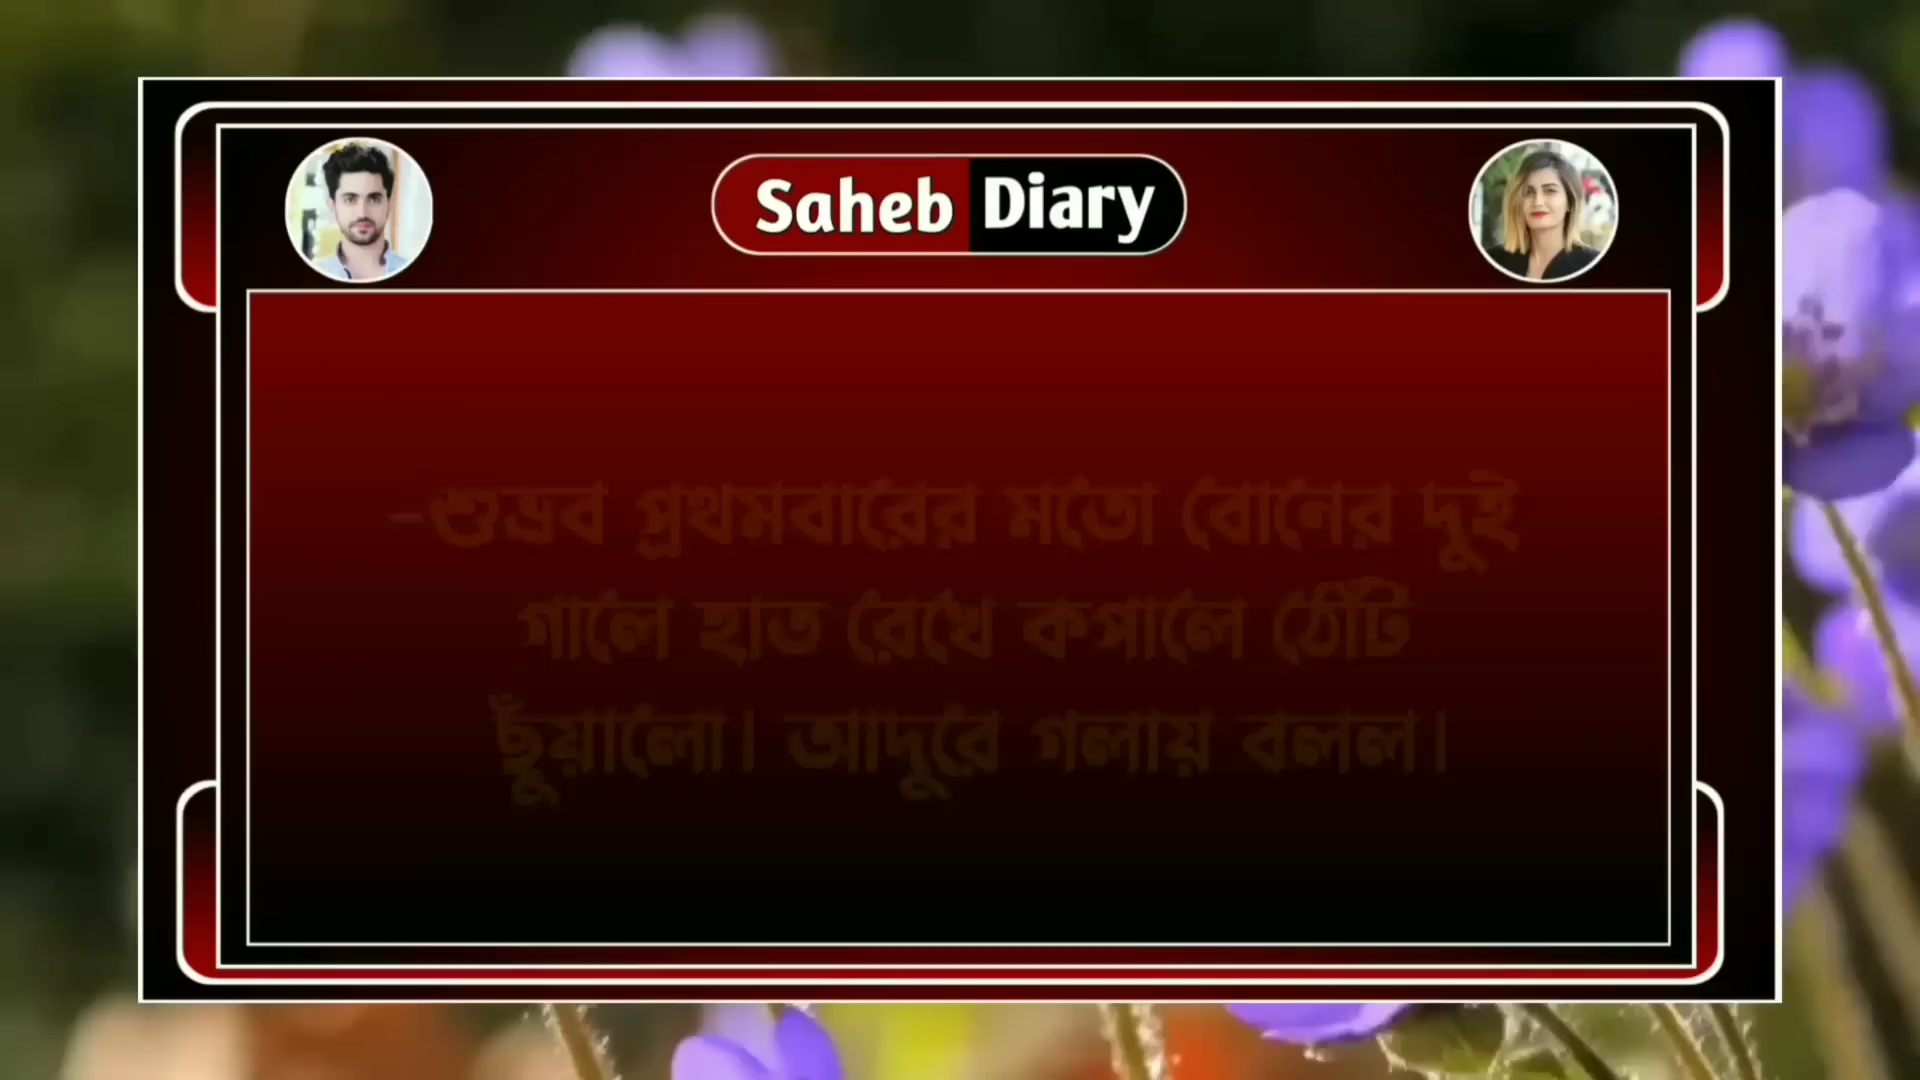 Saheb Diary
-শুভ্রব প্রথমবারের মতো বোনের দুই
গালে হাত রেখে কপালে ঠোঁট
ছুঁয়ালো। আদুরে গলায় বলল।